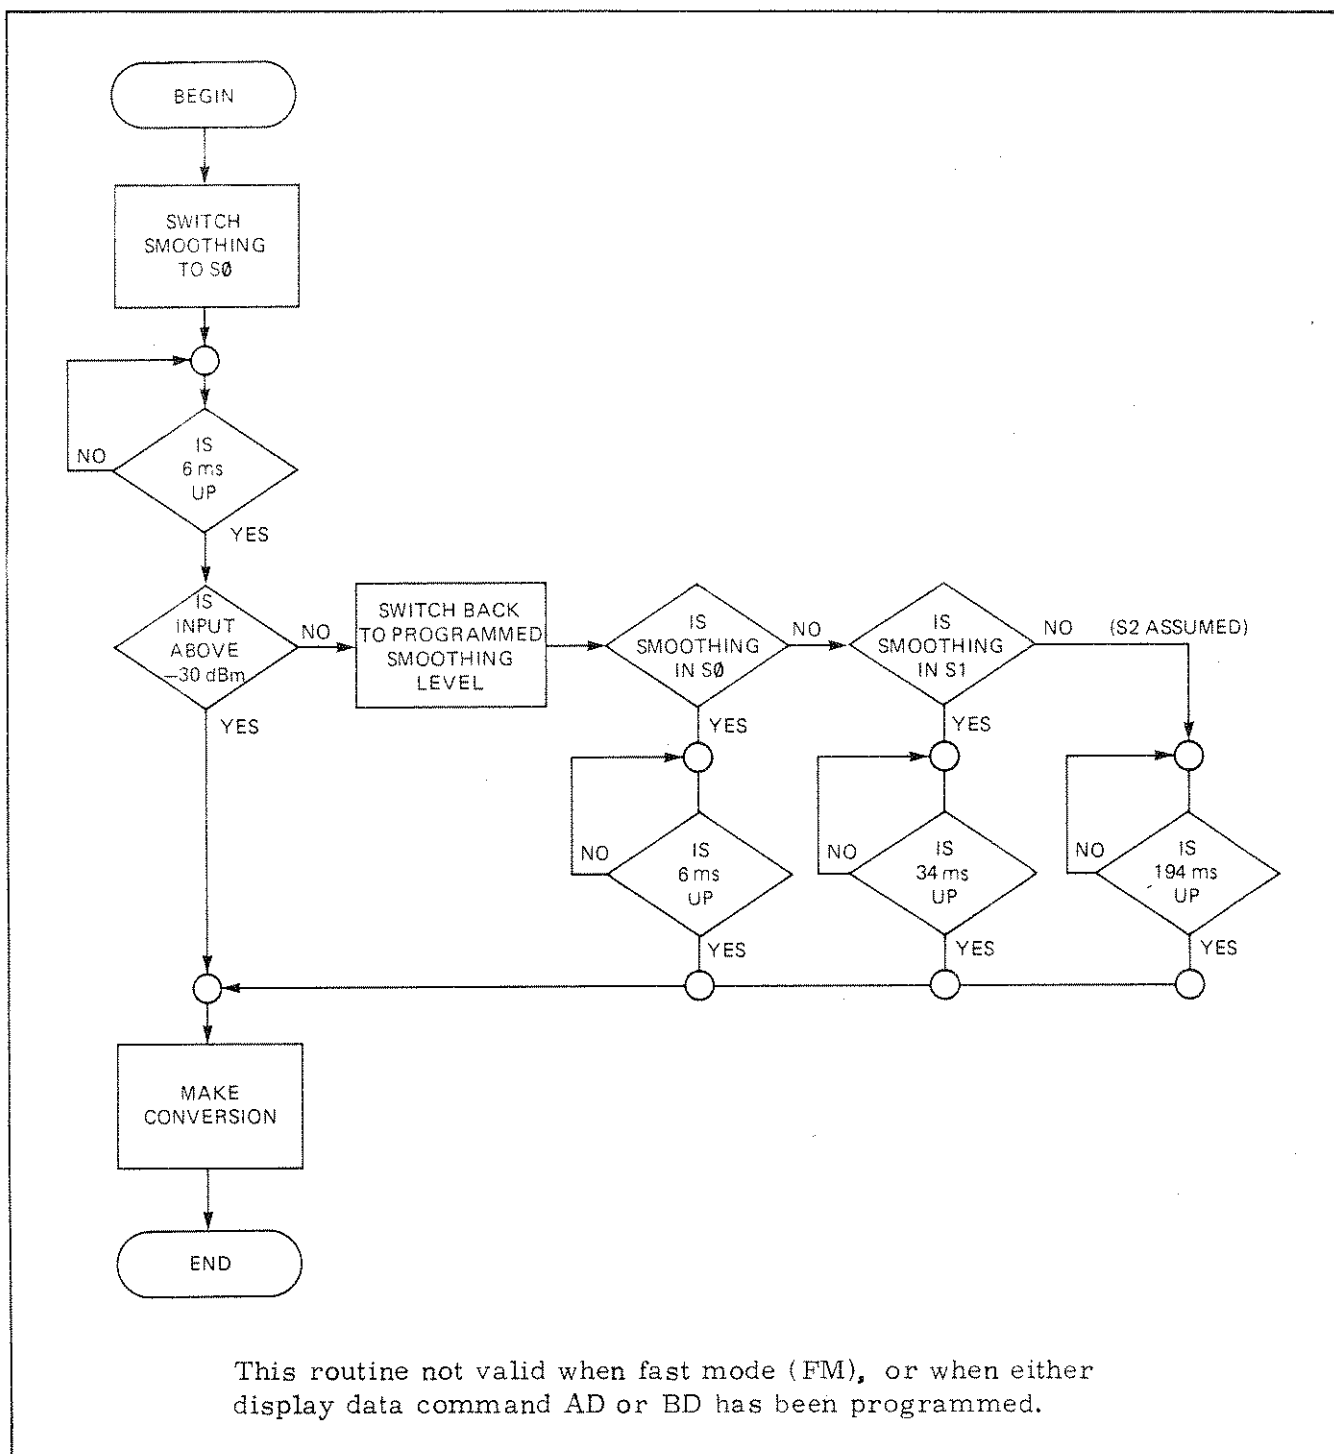 BEGIN
SWITCH
SMOOTHING
TO SØ
IS
6 ms
UP
NO
YES
IS
INPUT
ABOVE
—30 dBm
NO
YES
SWITCH BACK
TO PROGRAMMED
SMOOTHING
LEVEL
IS
SMOOTHING
IN SØ
NO
YES
IS
SMOOTHING
IN S1
NO (S2 ASSUMED)
YES
IS
6 ms
UP
NO
YES
IS
34 ms
UP
NO
YES
IS
194 ms
UP
NO
YES
MAKE
CONVERSION
END
This routine not valid when fast mode (FM), or when either
display data command AD or BD has been programmed.